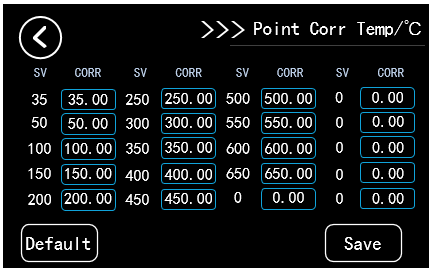 Point Corr Temp/℃
SV CORR SV CORR SV CORR SV CORR
35 35.00 250 250.00 500 500.00 0 0.00
50 50.00 300 300.00 550 550.00 0 0.00
100 100.00 350 350.00 600 600.00 0 0.00
150 150.00 400 400.00 650 650.00 0 0.00
200 200.00 450 450.00 0 0.00 0 0.00
Default Save